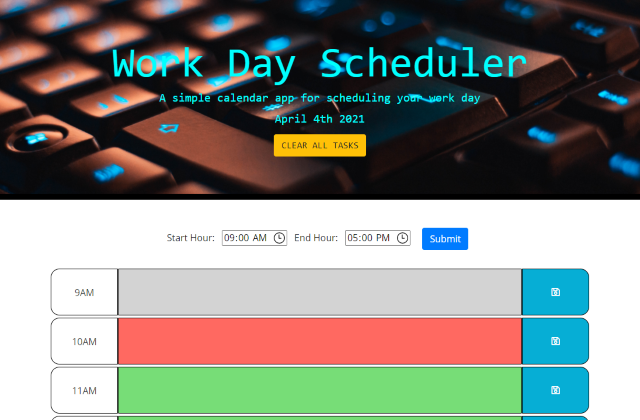 Work Day Scheduler
A simple calendar app for scheduling your work day
April 4th 2021
CLEAR ALL TASKS
Start Hour: 09:00 AM End Hour: 05:00 PM Submit
9AM
10AM
11AM